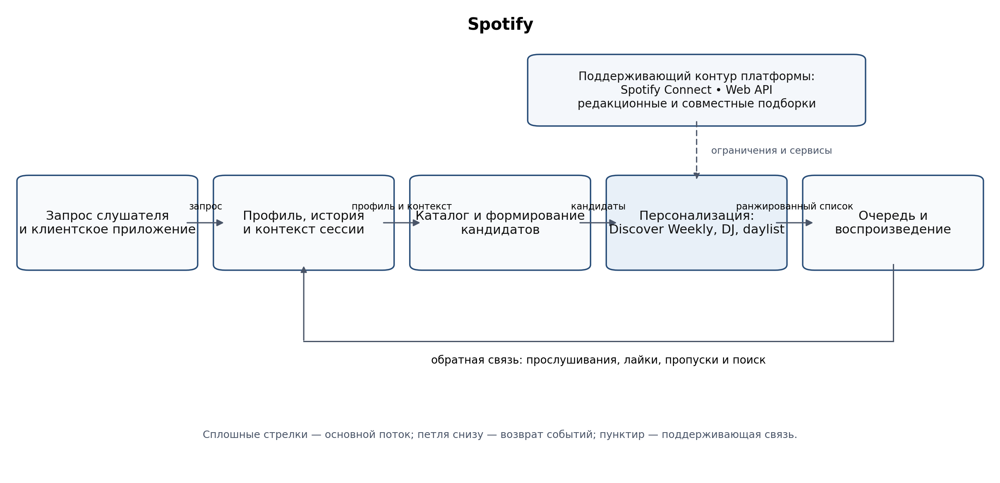 Spotify
Поддерживающий контур платформы:
Spotify Connect • Web API
редакционные и совместные подборки
ограничения и сервисы
Запрос слушателя
и клиентское приложение
запрос
Профиль, история
и контекст сессии
профиль и контекст
Каталог и формирование
кандидатов
кандидаты
Персонализация:
Discover Weekly, DJ, daylist
ранжированный список
Очередь и
воспроизведение
обратная связь: прослушивания, лайки, пропуски и поиск
Сплошные стрелки — основной поток; петля снизу — возврат событий; пунктир — поддерживающая связь.